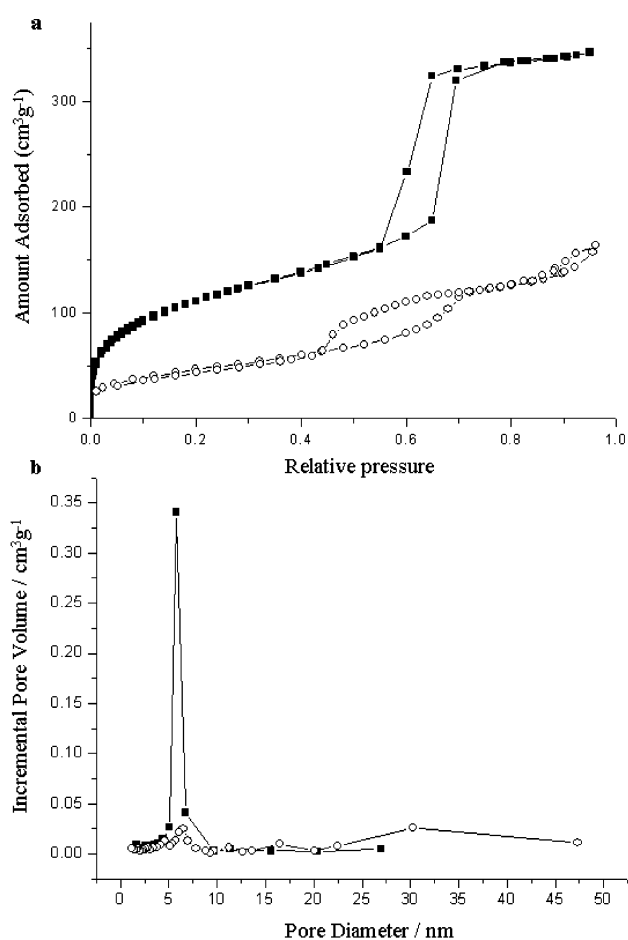 a
Amount Adsorbed (cm³g⁻¹)
300
200
100
0
0.0 0.2 0.4 0.6 0.8 1.0
Relative pressure
b
Incremental Pore Volume / cm³g⁻¹
0.35
0.30
0.25
0.20
0.15
0.10
0.05
0.00
0 5 10 15 20 25 30 35 40 45 50
Pore Diameter / nm